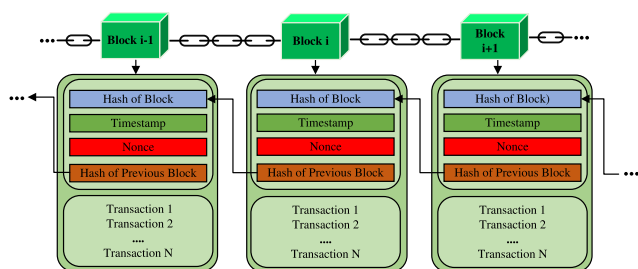 Block i-1
Block i
Block
i+1
Hash of Block
Timestamp
Nonce
Hash of Previous Block
Transaction 1
Transaction 2
....
Transaction N
Hash of Block
Timestamp
Nonce
Hash of Previous Block
Transaction 1
Transaction 2
....
Transaction N
Hash of Block)
Timestamp
Nonce
Hash of Previous Block
Transaction 1
Transaction 2
....
Transaction N